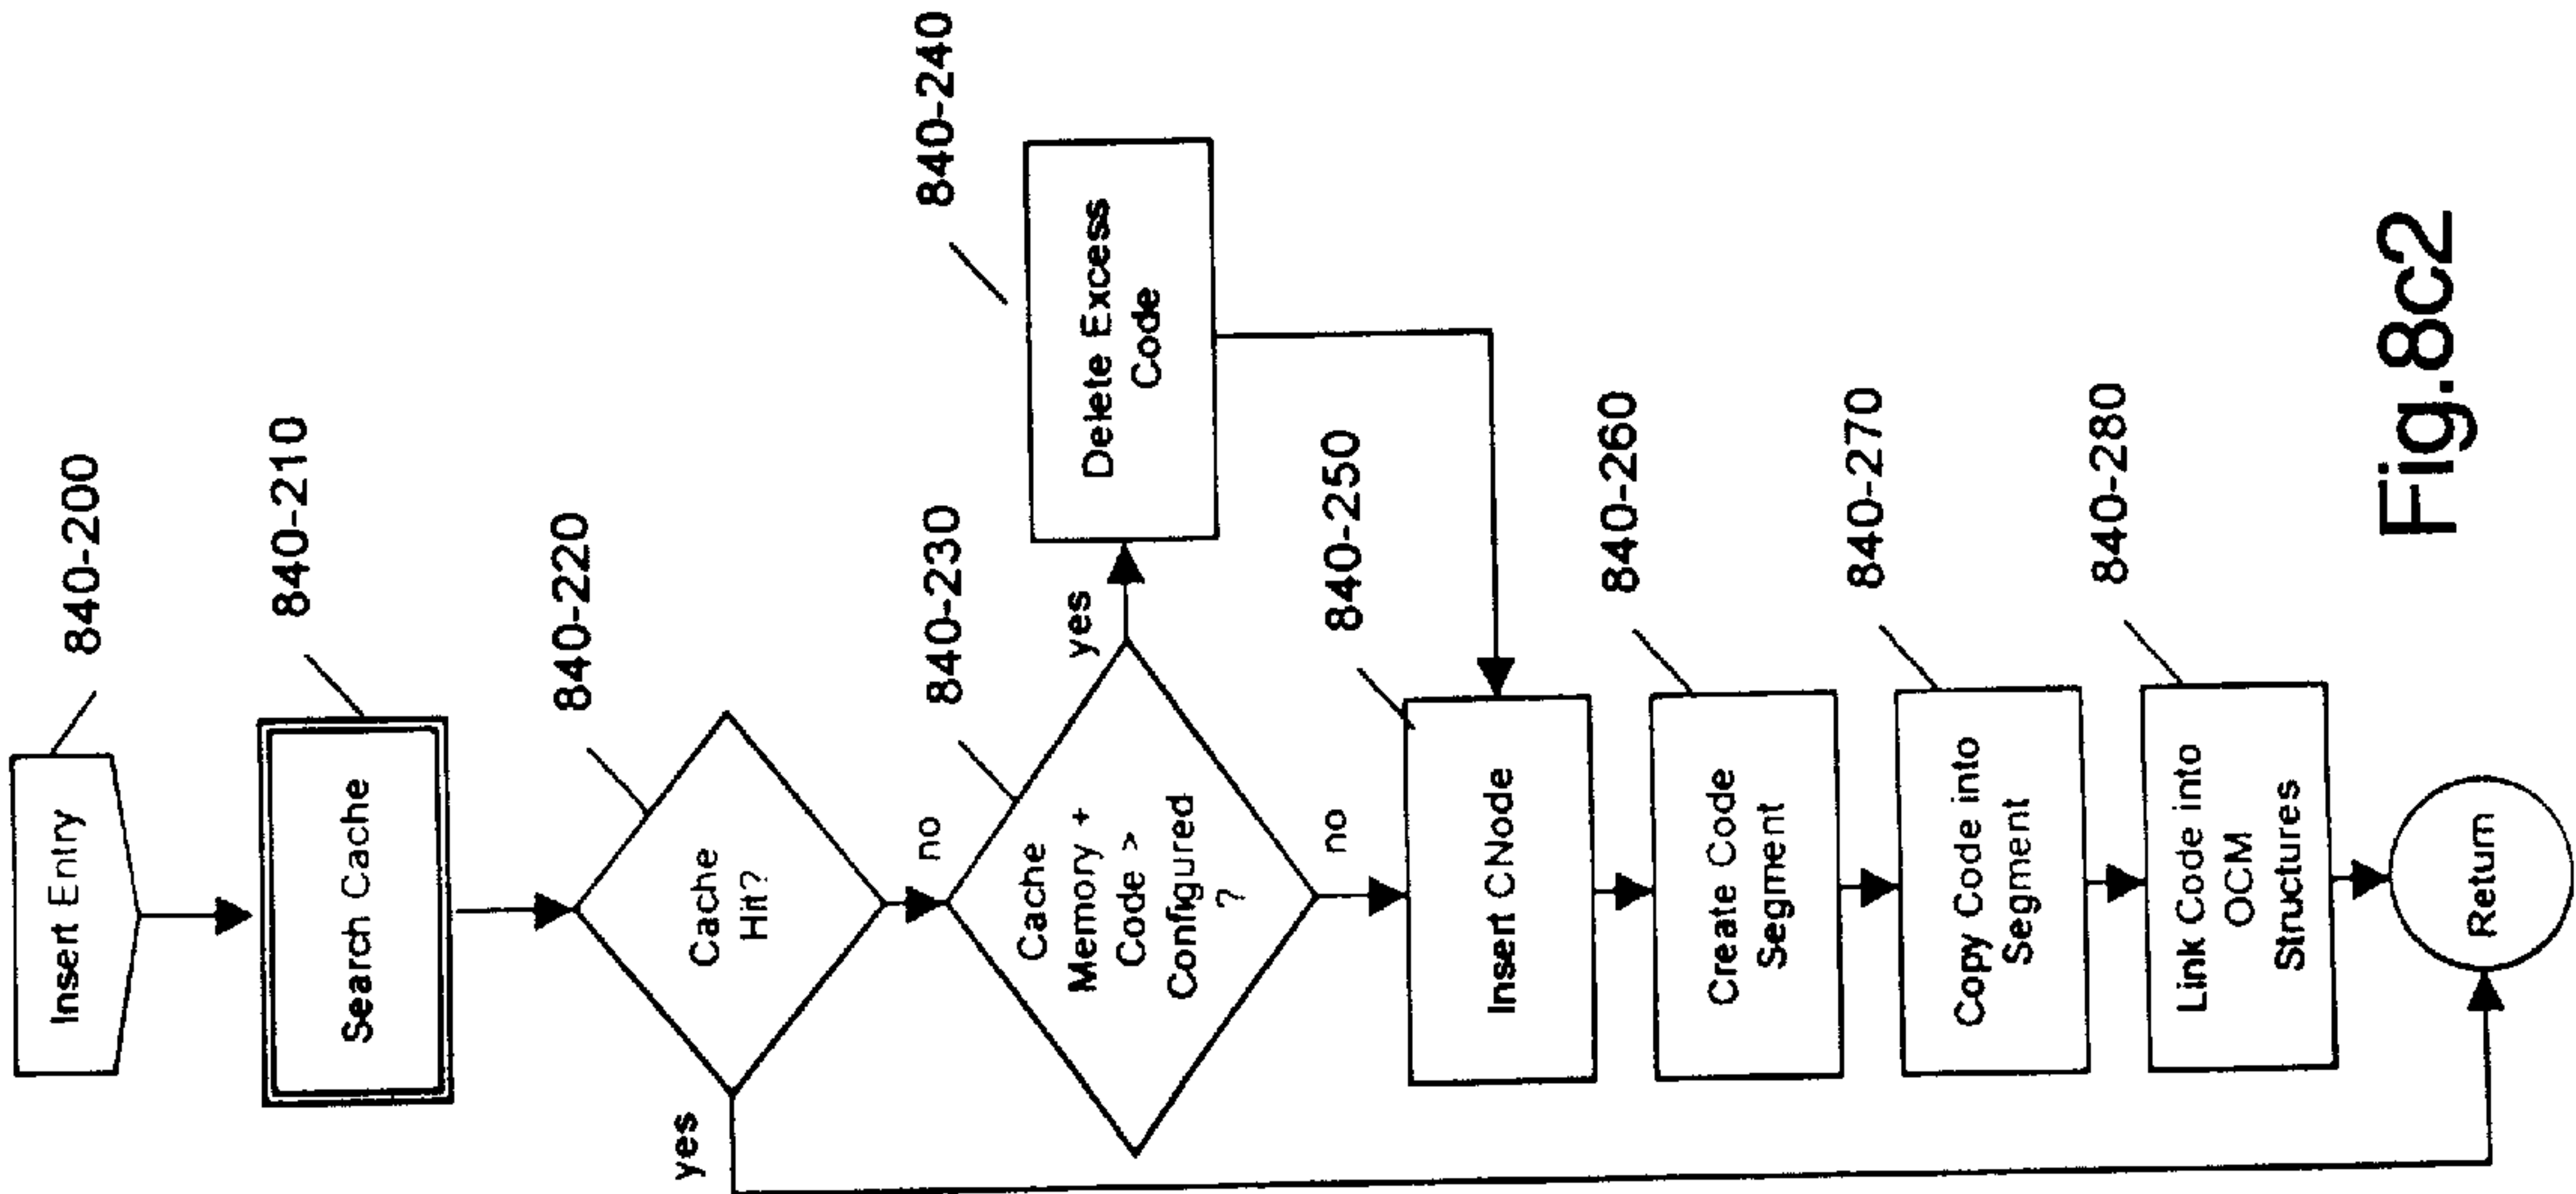 Insert Entry
840-200
Search Cache
840-210
Cache
Hit?
840-220
yes
no
Cache
Memory +
Code >
Configured
?
840-230
yes
no
Delete Excess
Code
840-240
Insert CNode
840-250
Create Code
Segment
840-260
Copy Code into
Segment
840-270
Link Code into
OCM
Structures
840-280
Return
Fig.8c2